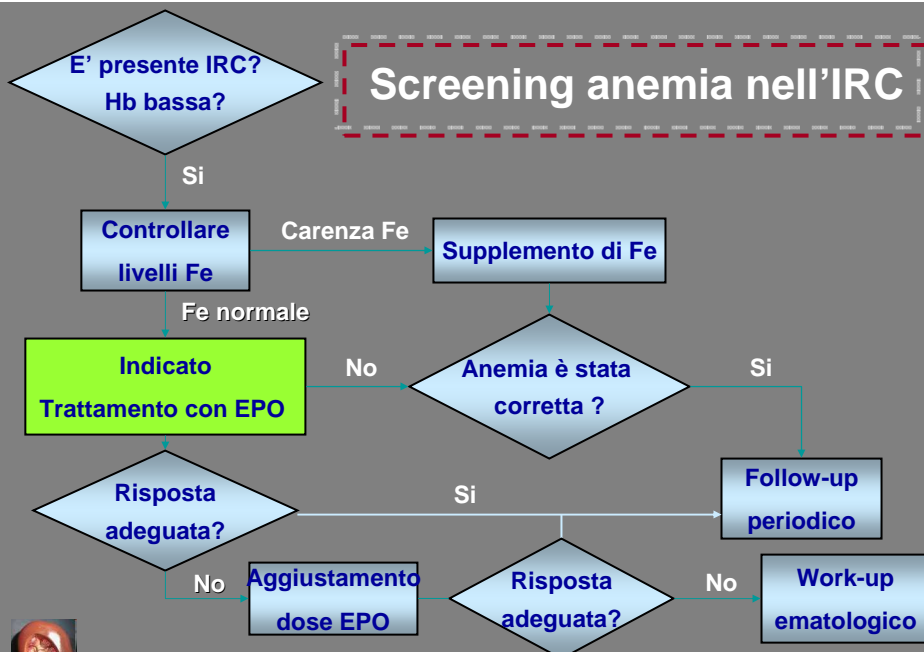 E' presente IRC?
Hb bassa?
Screening anemia nell'IRC
Si
Controllare
livelli Fe
Carenza Fe
Supplemento di Fe
Fe normale
Indicato
Trattamento con EPO
No
Anemia è stata
corretta ?
Si
Risposta
adeguata?
Si
Follow-up
periodico
No
Aggiustamento
dose EPO
Risposta
adeguata?
No
Work-up
ematologico